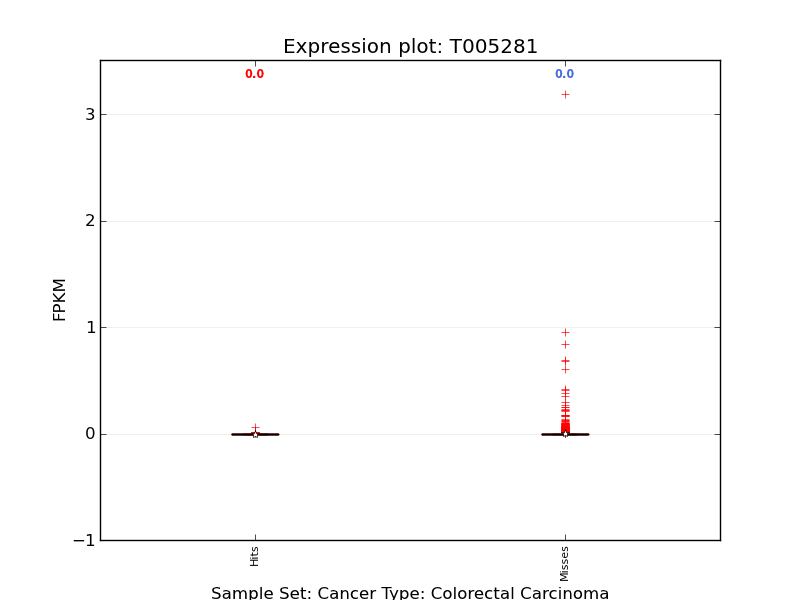 Expression plot: T005281
0.0
0.0
3
2
1
0
−1
FPKM
Hits
Misses
Sample Set: Cancer Type: Colorectal Carcinoma